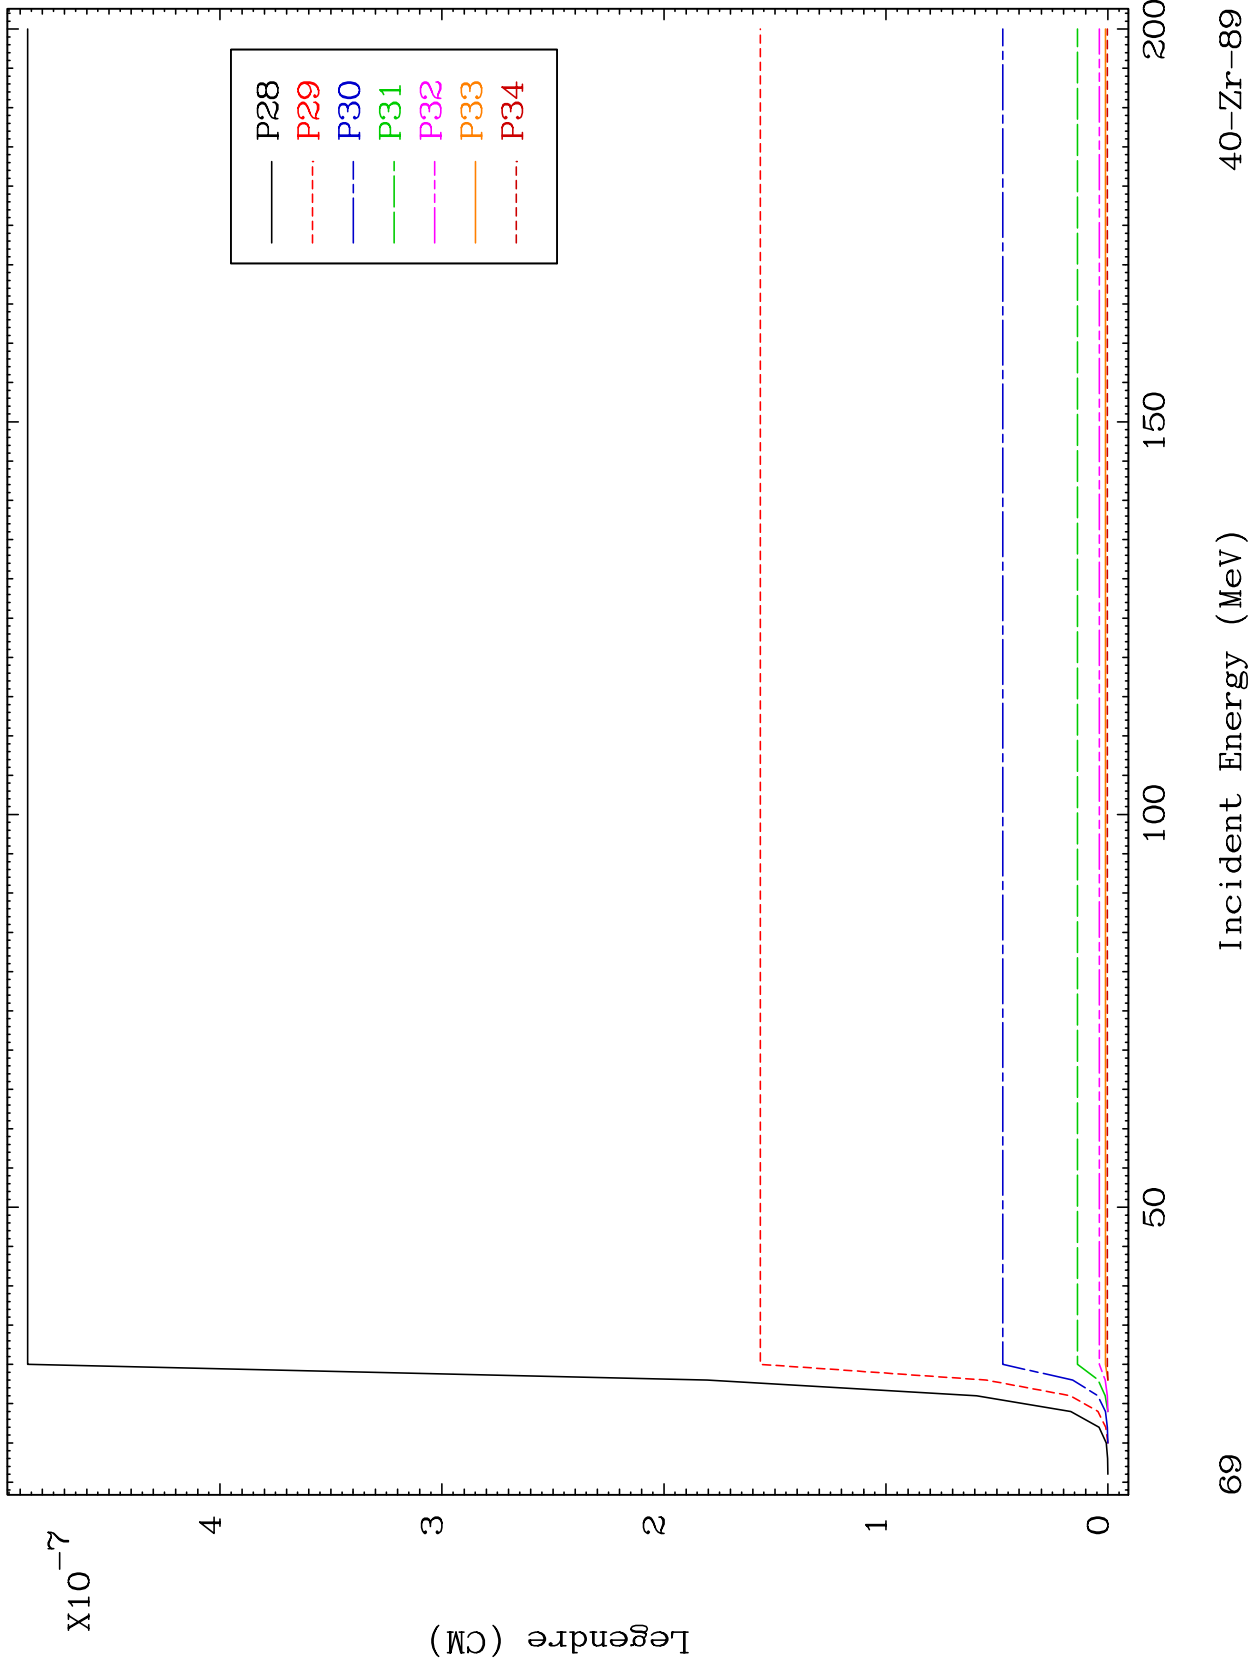 X10-7
Legendre (CM)
4
3
2
1
0
P28
P29
P30
P31
P32
P33
P34
50
100
150
200
Incident Energy (MeV)
69
40-Zr-89